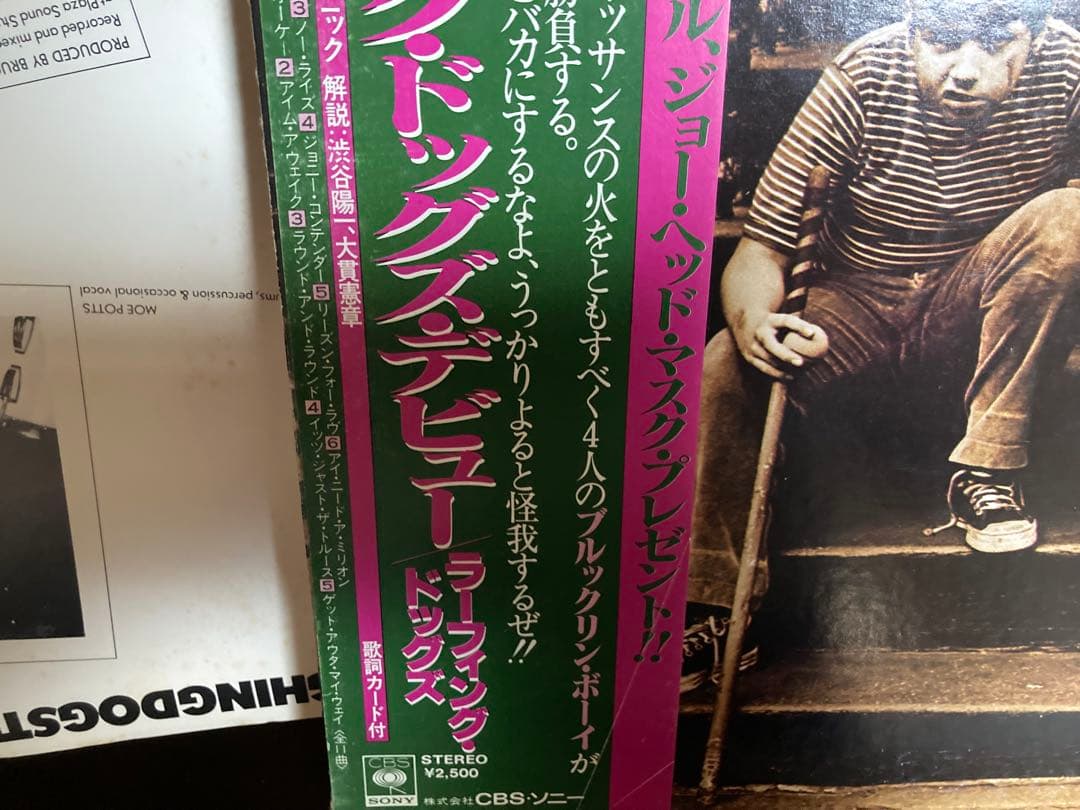 ル、ジョー・ヘッド・マスク・プレゼント!!
ッサンスの火をともすべく4人のブルックリン・ボーイが
勝負する。
バカにするなよ、うっかりよると怪我するぜ!!
グ・ドッグズ・デビュー/ラーフィング・ドッグズ
ック 解説:渋谷陽一、大貫憲章
歌詞カード付
3 ノー・ライズ 4 ジョニー・コンテンダー 5 リーズン・フォー・ラヴ 6 アイ・ニード・ア・ミリオン
ーケー 2 アイム・アウェイク 3 ラウンド・アンド・ラウンド 4 イッツ・ジャスト・ザ・トルース 5 ゲット・アウタ・マイ・ウェイ〈全11曲〉
CBS
SONY
STEREO
¥2,500
株式会社 CBS・ソニー
PRODUCED BY BRU
Recorded and mixe
Plaza Sound Stu
MOE POTTS
ms, percussion & occasional vocal
HINGDOGST